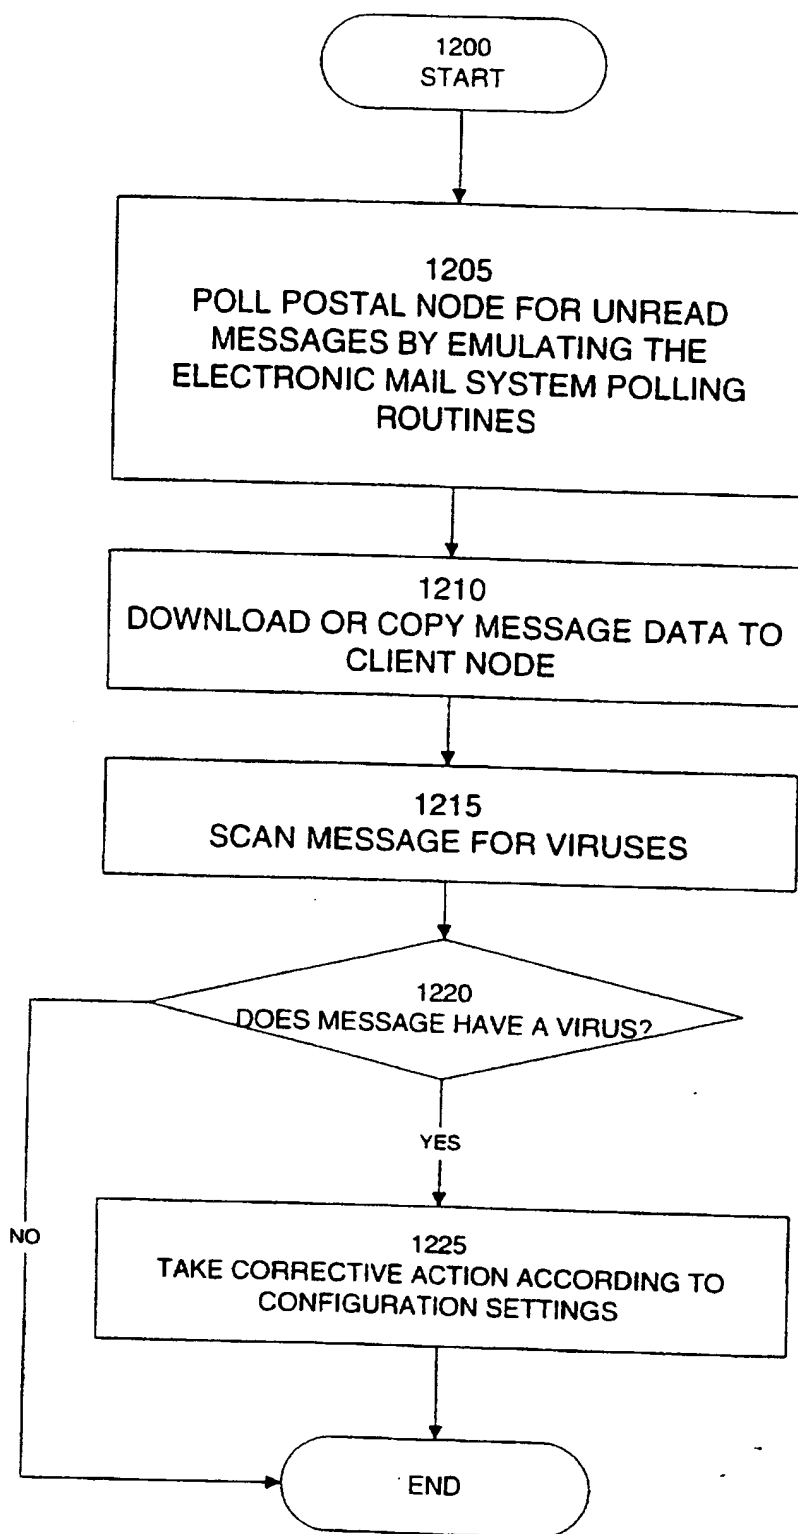 1200
START
1205
POLL POSTAL NODE FOR UNREAD
MESSAGES BY EMULATING THE
ELECTRONIC MAIL SYSTEM POLLING
ROUTINES
1210
DOWNLOAD OR COPY MESSAGE DATA TO
CLIENT NODE
1215
SCAN MESSAGE FOR VIRUSES
1220
DOES MESSAGE HAVE A VIRUS?
YES
NO
1225
TAKE CORRECTIVE ACTION ACCORDING TO
CONFIGURATION SETTINGS
END